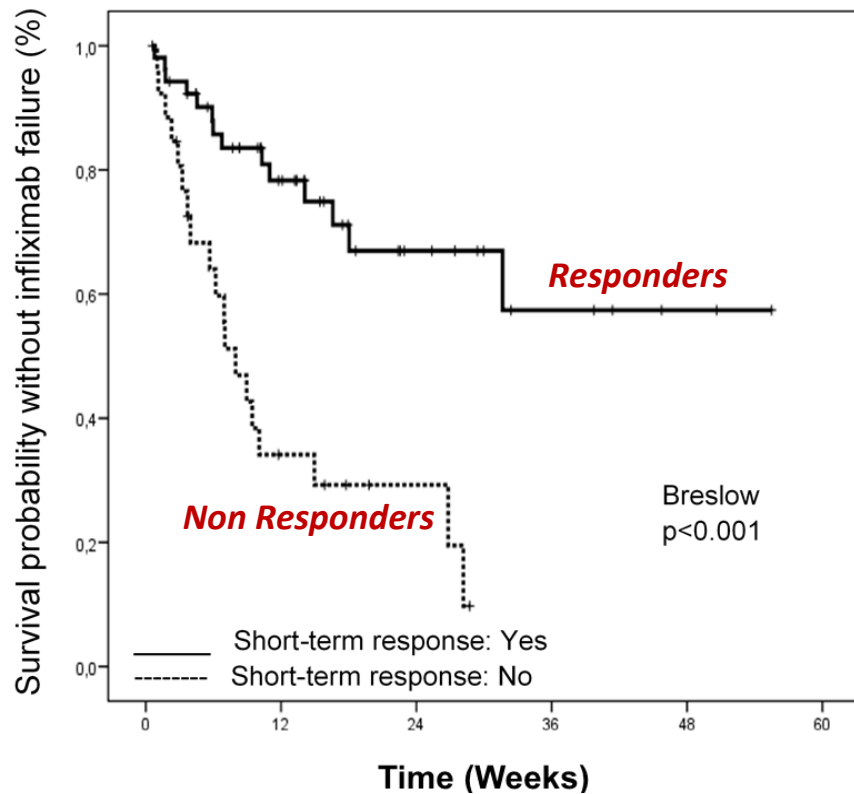 Survival probability without infliximab failure (%)
1,0
0,8
0,6
0,4
0,2
0,0
Responders
Non Responders
Breslow
p<0.001
Short-term response: Yes
Short-term response: No
0 12 24 36 48 60
Time (Weeks)